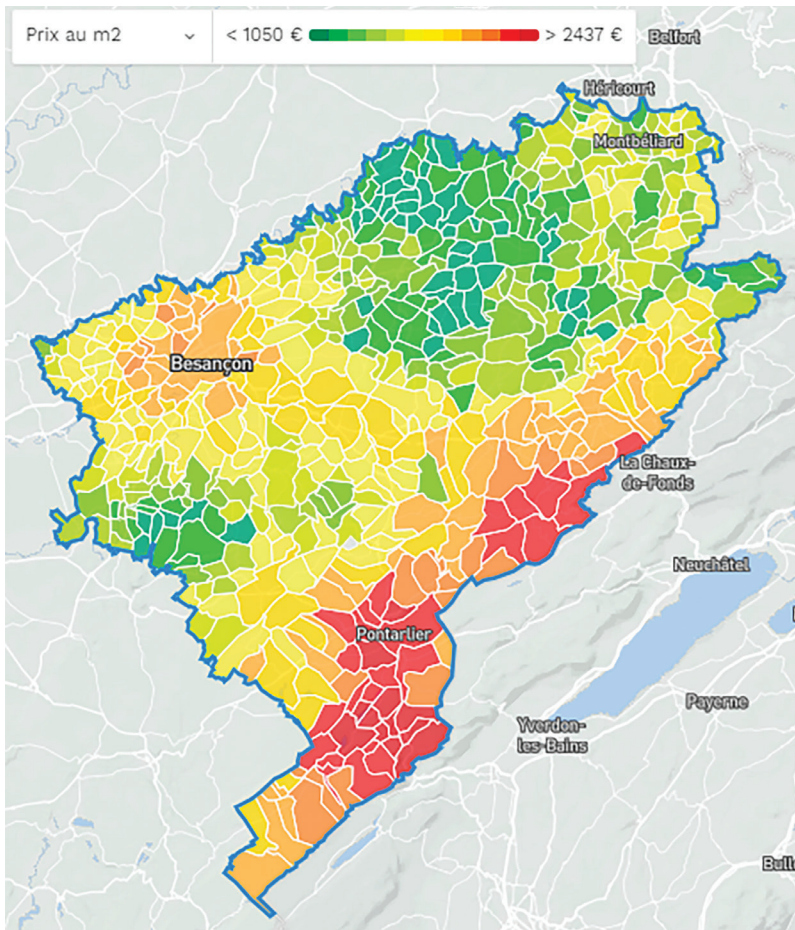 Prix au m2
< 1050 €
> 2437 €
Belfort
Héricourt
Montbéliard
Besançon
La Chaux-
de-Fonds
Neuchâtel
Pontarlier
Payerne
Yverdon-
les-Bains
Bull